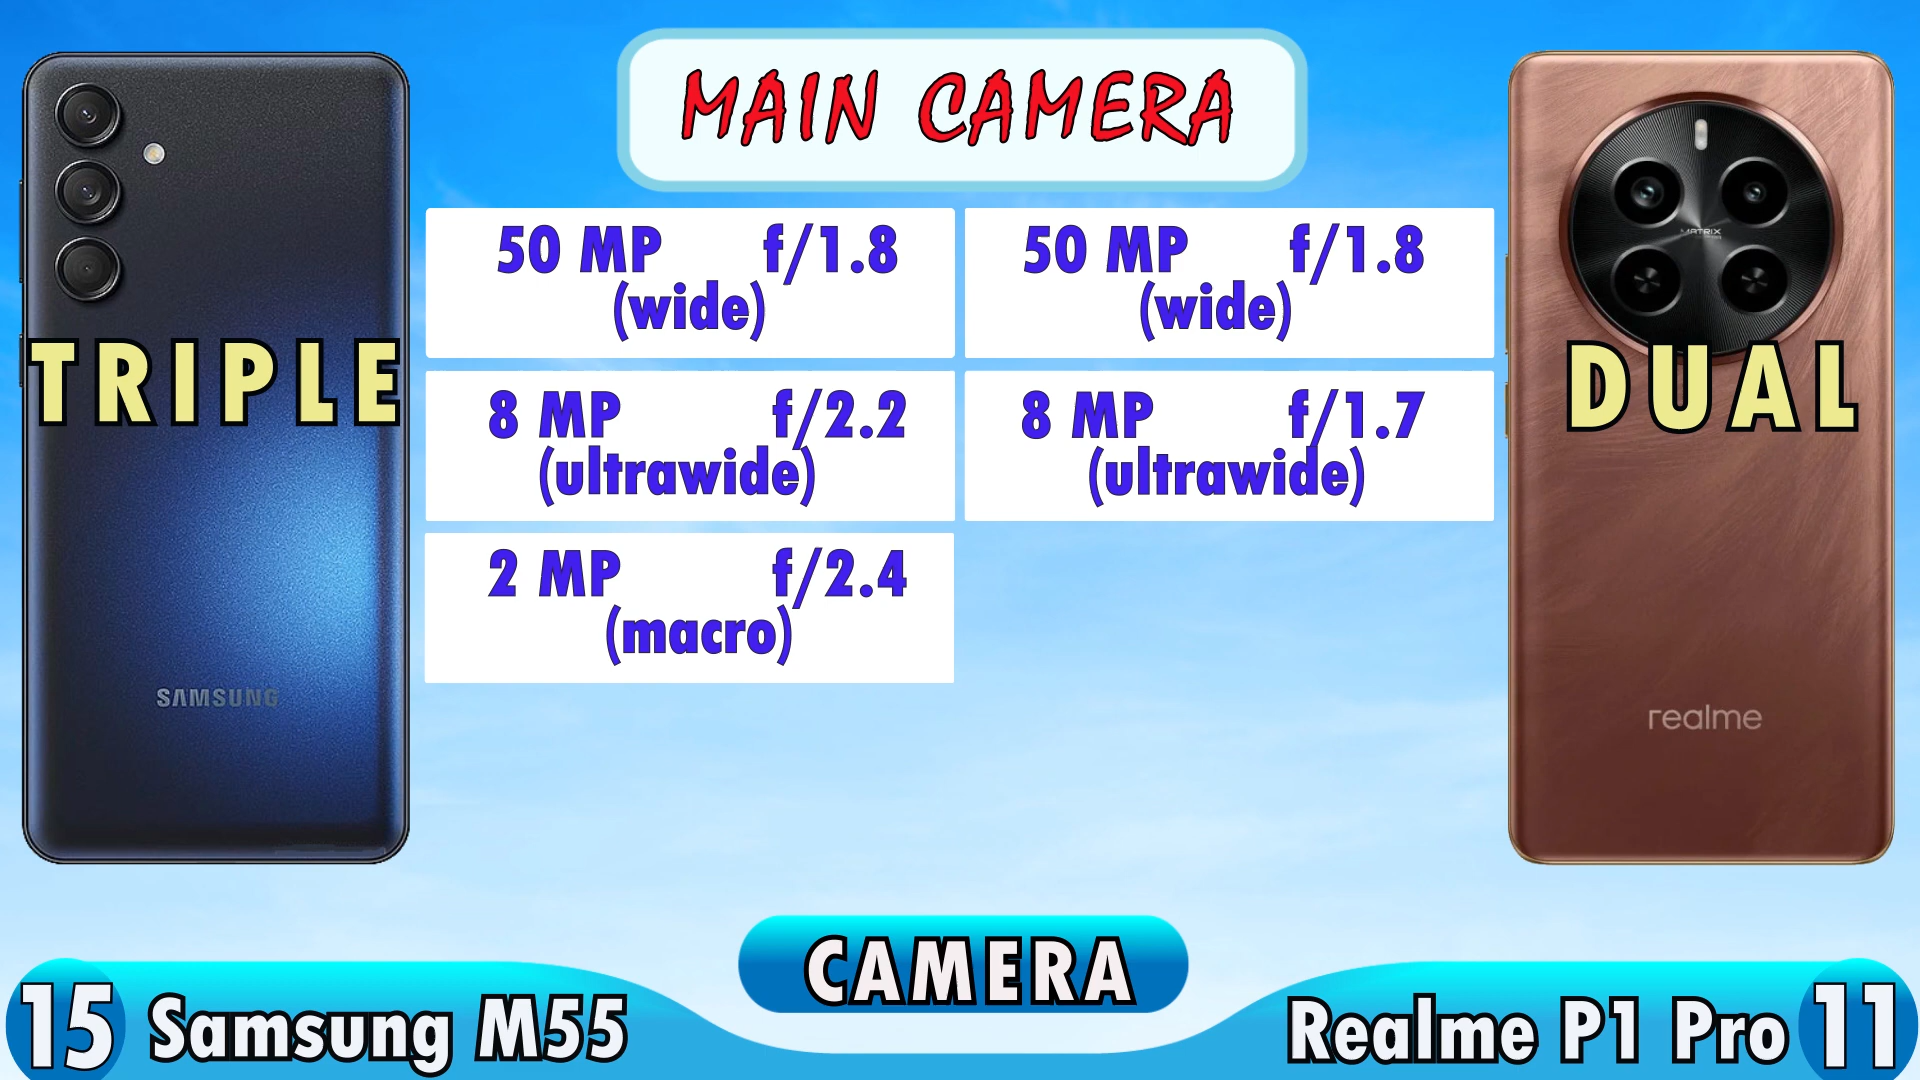 MAIN CAMERA
50 MP f/1.8
(wide)
50 MP f/1.8
(wide)
MATRIX
TRIPLE
DUAL
8 MP f/2.2
(ultrawide)
8 MP f/1.7
(ultrawide)
2 MP f/2.4
(macro)
SAMSUNG
realme
CAMERA
15 Samsung M55
Realme P1 Pro 11